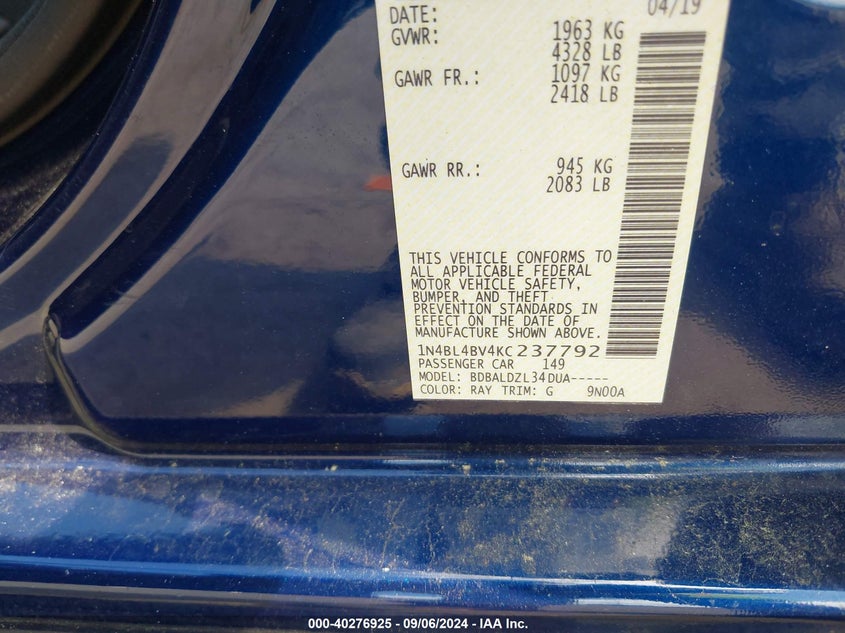 DATE: 04/19
GVWR: 1963 KG
4328 LB
GAWR FR.: 1097 KG
2418 LB
GAWR RR.: 945 KG
2083 LB
THIS VEHICLE CONFORMS TO
ALL APPLICABLE FEDERAL
MOTOR VEHICLE SAFETY,
BUMPER, AND THEFT
PREVENTION STANDARDS IN
EFFECT ON THE DATE OF
MANUFACTURE SHOWN ABOVE.
1N4BL4BV4KC237792
PASSENGER CAR 149
MODEL: BDBALDZL34DUA-----
COLOR: RAY TRIM: G 9N00A
000-40276925 - 09/06/2024 - IAA Inc.